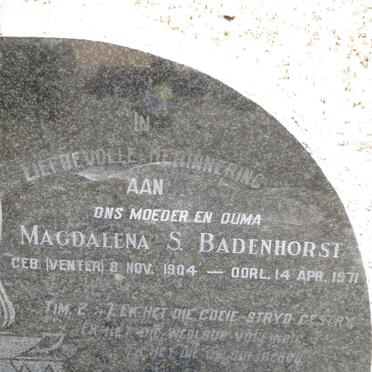 IN
LIEFDEVOLLE HERINNERING
AAN
ONS MOEDER EN OUMA
MAGDALENA S. BADENHORST
GEB. (VENTER) 8 NOV. 1904 — OORL. 14 APR. 1971
TIM. 2 EK HET DIE GOEIE STRYD GESTRY,
EK HET DIE WEDLOOP VOLEINDIG,
EK HET DIE GELOOF BEHOU